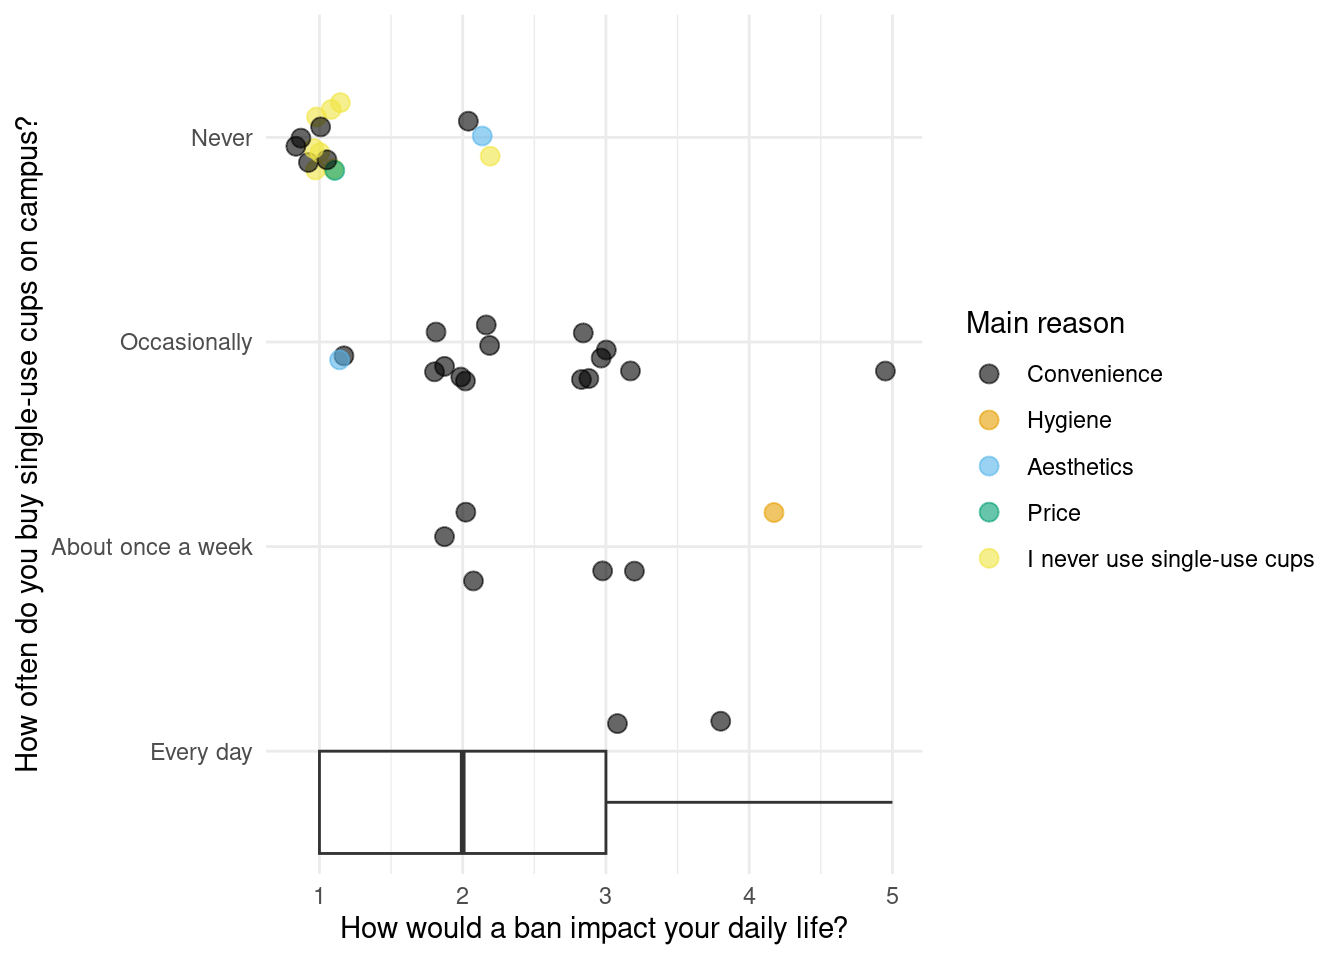 How often do you buy single-use cups on campus?
Never
Occasionally
About once a week
Every day
1 2 3 4 5
How would a ban impact your daily life?
Main reason
Convenience
Hygiene
Aesthetics
Price
I never use single-use cups